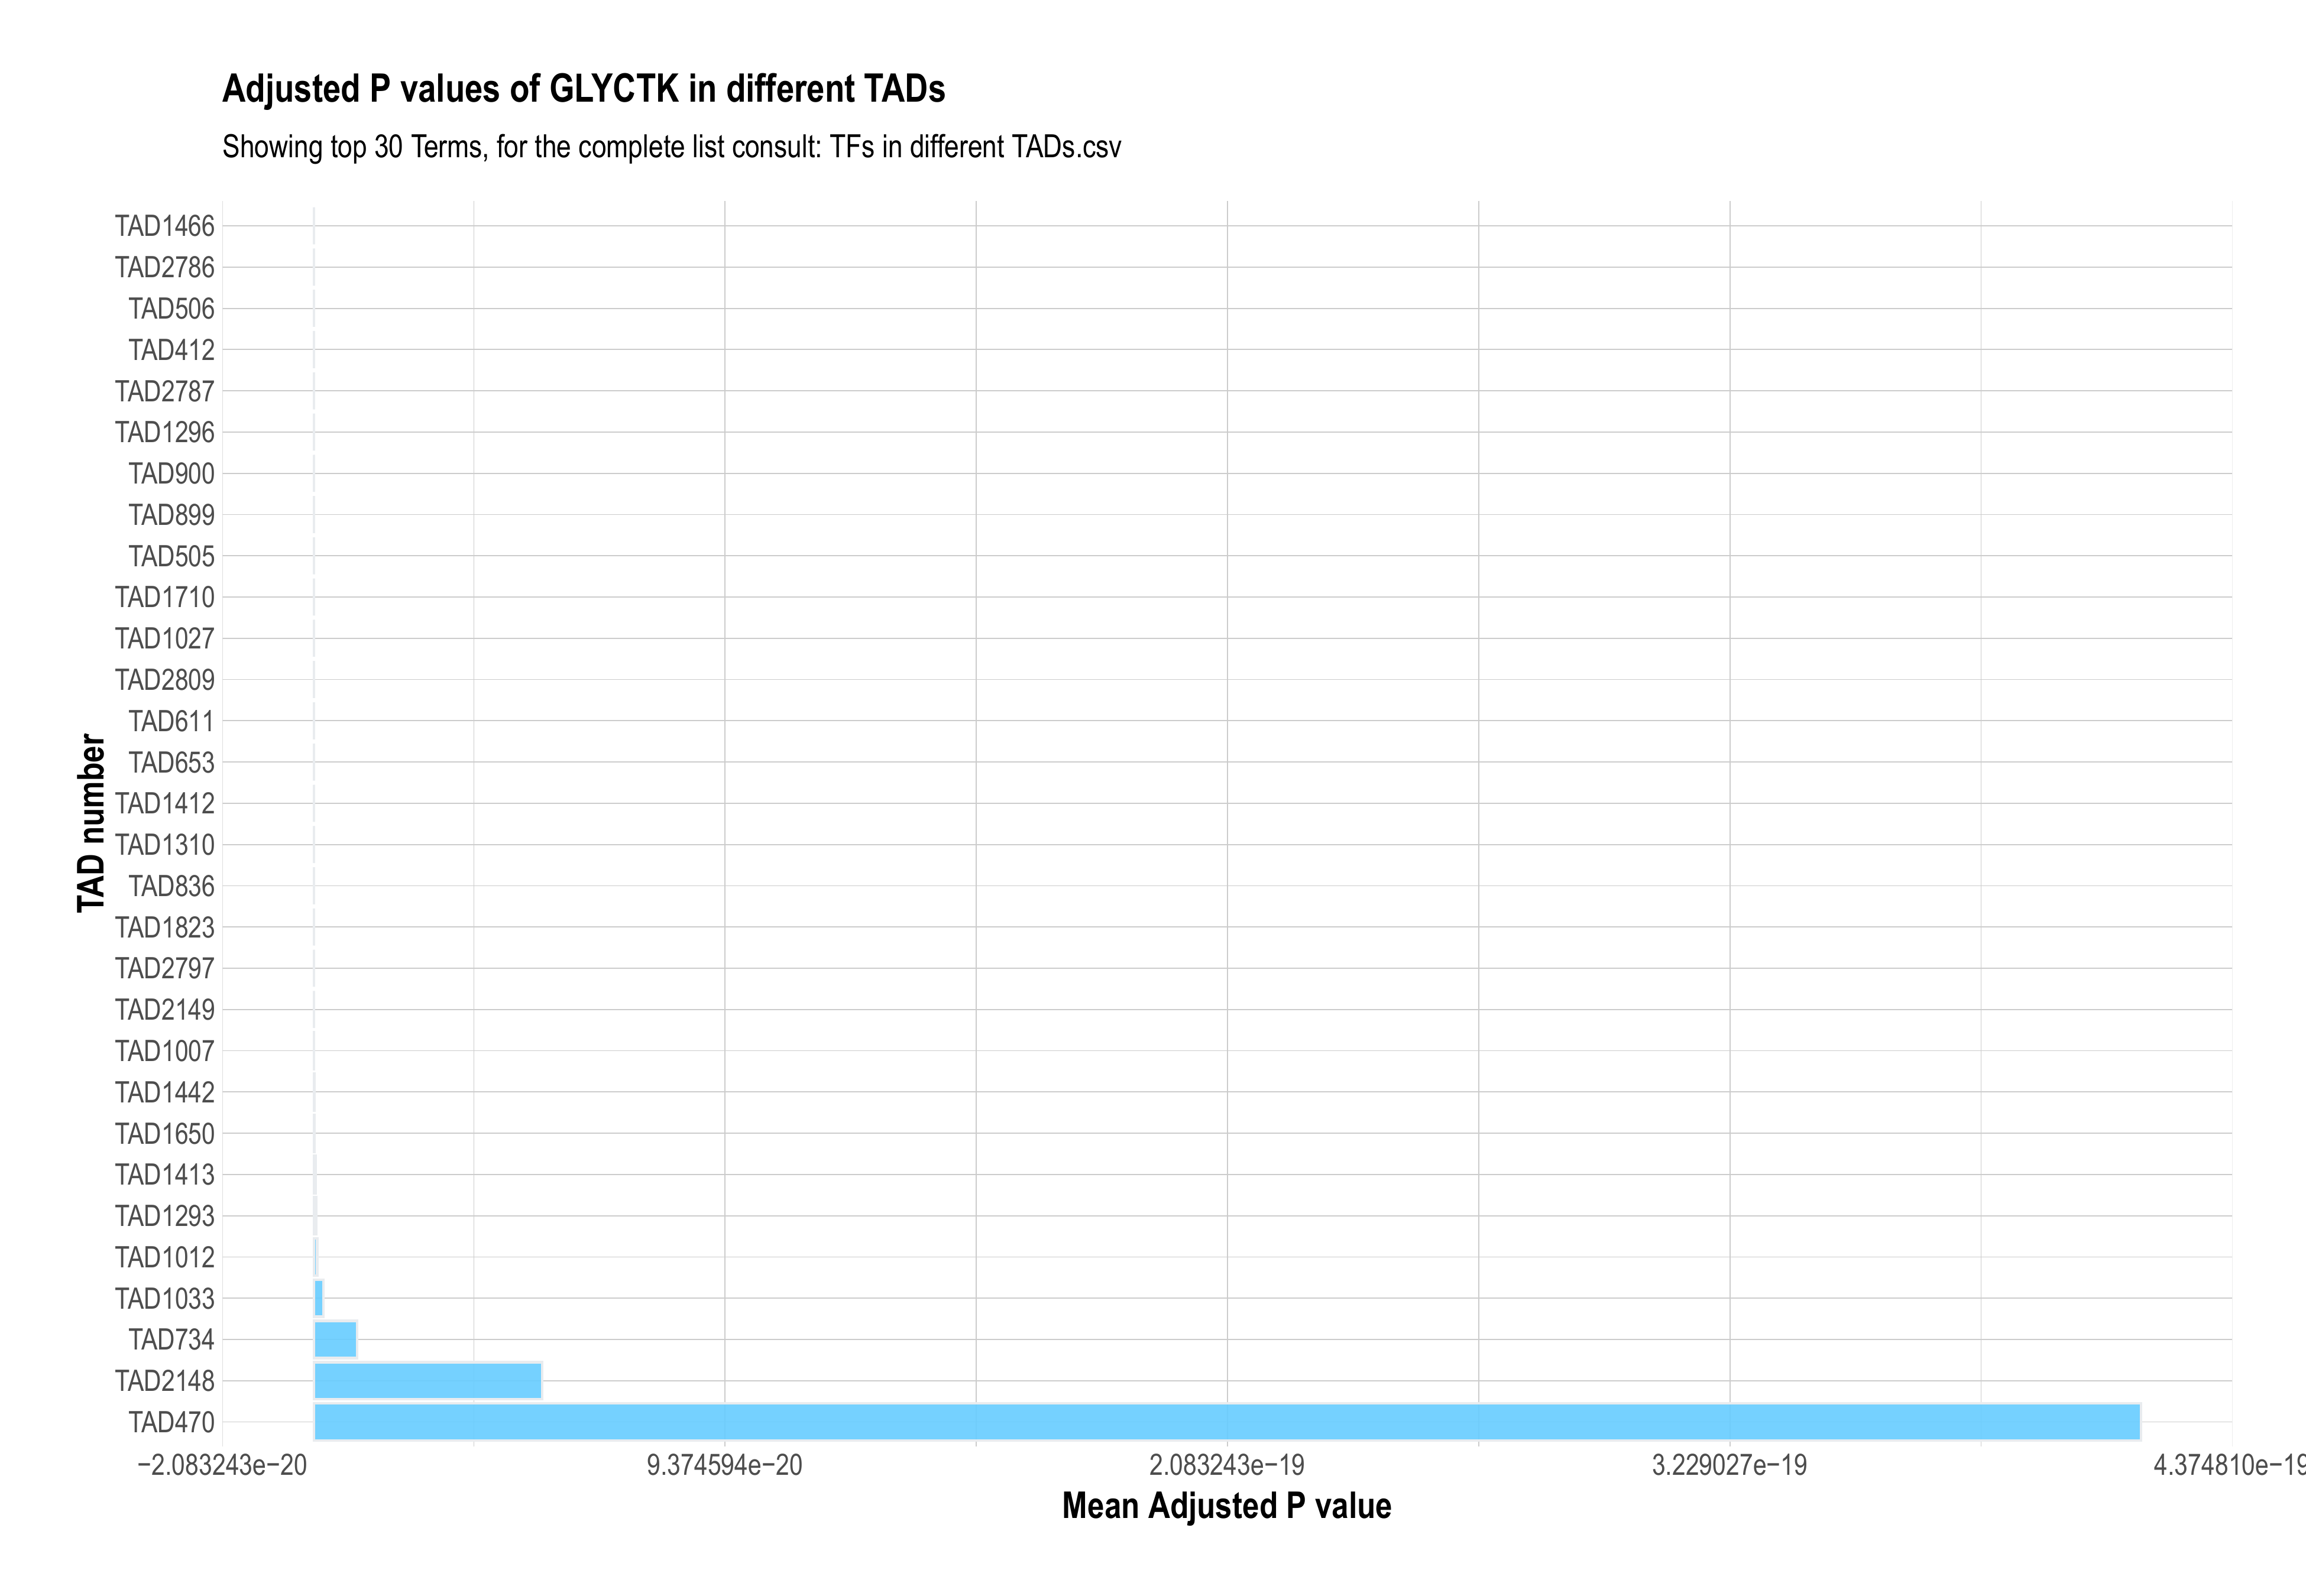 Adjusted P values of GLYCTK in different TADs
Showing top 30 Terms, for the complete list consult: TFs in different TADs.csv
TAD number
TAD1466
TAD2786
TAD506
TAD412
TAD2787
TAD1296
TAD900
TAD899
TAD505
TAD1710
TAD1027
TAD2809
TAD611
TAD653
TAD1412
TAD1310
TAD836
TAD1823
TAD2797
TAD2149
TAD1007
TAD1442
TAD1650
TAD1413
TAD1293
TAD1012
TAD1033
TAD734
TAD2148
TAD470
−2.083243e−20 9.374594e−20 2.083243e−19 3.229027e−19 4.374810e−19
Mean Adjusted P value